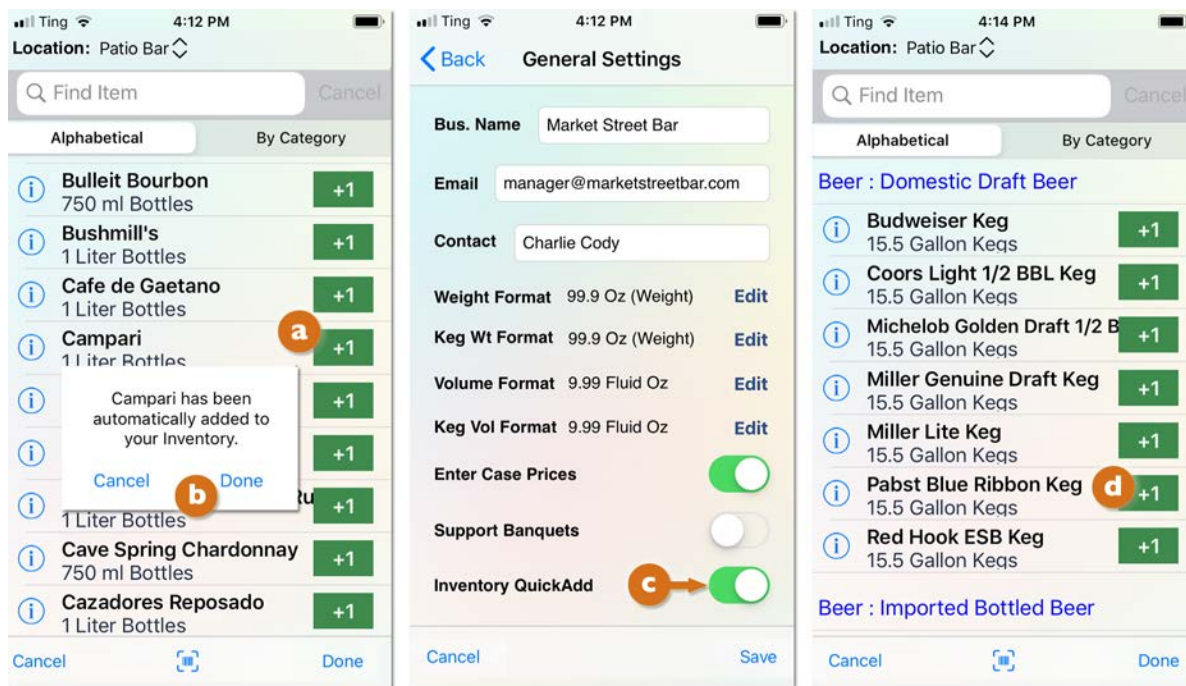 Ting 4:12 PM
Location: Patio Bar
Find Item Cancel
Alphabetical By Category
Bulleit Bourbon
750 ml Bottles
+1
Bushmill's
1 Liter Bottles
+1
Cafe de Gaetano
1 Liter Bottles
+1
a
Campari
1 Liter Bottles
+1
Campari has been
automatically added to
your Inventory.
Cancel Done
b
+1
+1
1 Liter Bottles
+1
Cave Spring Chardonnay
750 ml Bottles
+1
Cazadores Reposado
1 Liter Bottles
+1
Cancel Done
Ting 4:12 PM
Back General Settings
Bus. Name Market Street Bar
Email manager@marketstreetbar.com
Contact Charlie Cody
Weight Format 99.9 Oz (Weight) Edit
Keg Wt Format 99.9 Oz (Weight) Edit
Volume Format 9.99 Fluid Oz Edit
Keg Vol Format 9.99 Fluid Oz Edit
Enter Case Prices
Support Banquets
Inventory QuickAdd c
Cancel Save
Ting 4:14 PM
Location: Patio Bar
Find Item Cancel
Alphabetical By Category
Beer : Domestic Draft Beer
Budweiser Keg
15.5 Gallon Kegs
+1
Coors Light 1/2 BBL Keg
15.5 Gallon Kegs
+1
Michelob Golden Draft 1/2 B
15.5 Gallon Kegs
+1
Miller Genuine Draft Keg
15.5 Gallon Kegs
+1
Miller Lite Keg
15.5 Gallon Kegs
+1
Pabst Blue Ribbon Keg d
15.5 Gallon Kegs
+1
Red Hook ESB Keg
15.5 Gallon Kegs
+1
Beer : Imported Bottled Beer
Cancel Done